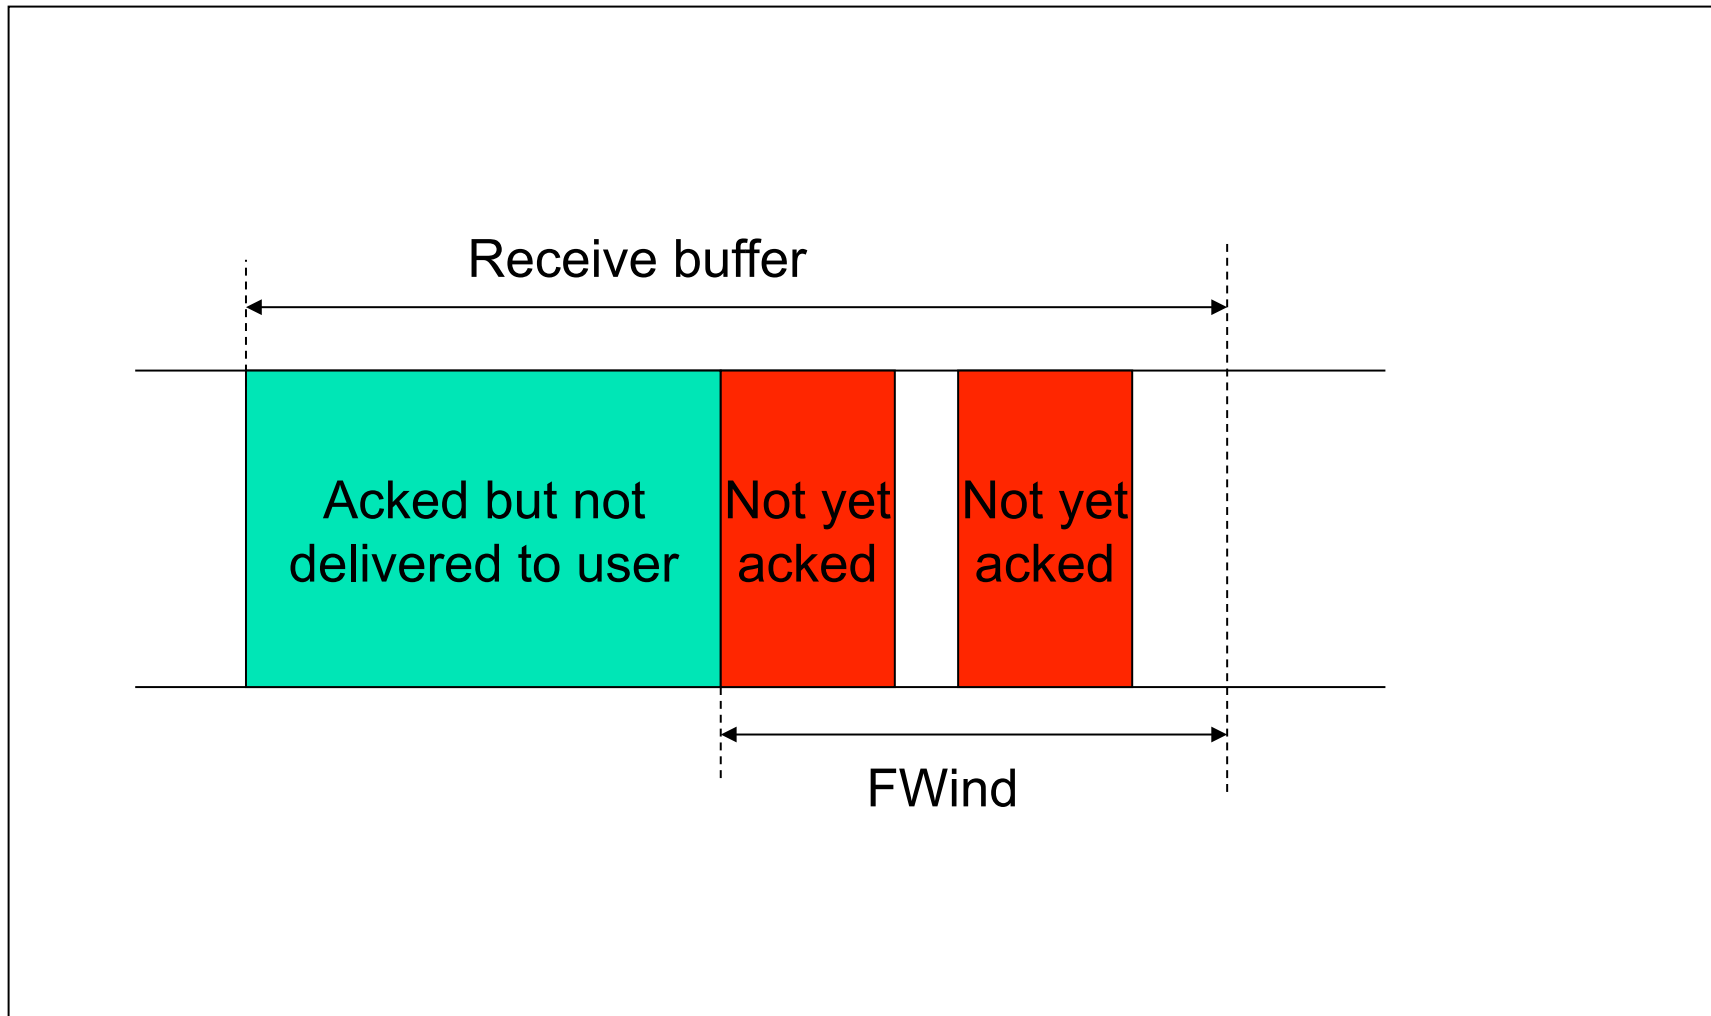 Receive buffer
Acked but not
delivered to user
Not yet
acked
Not yet
acked
FWind